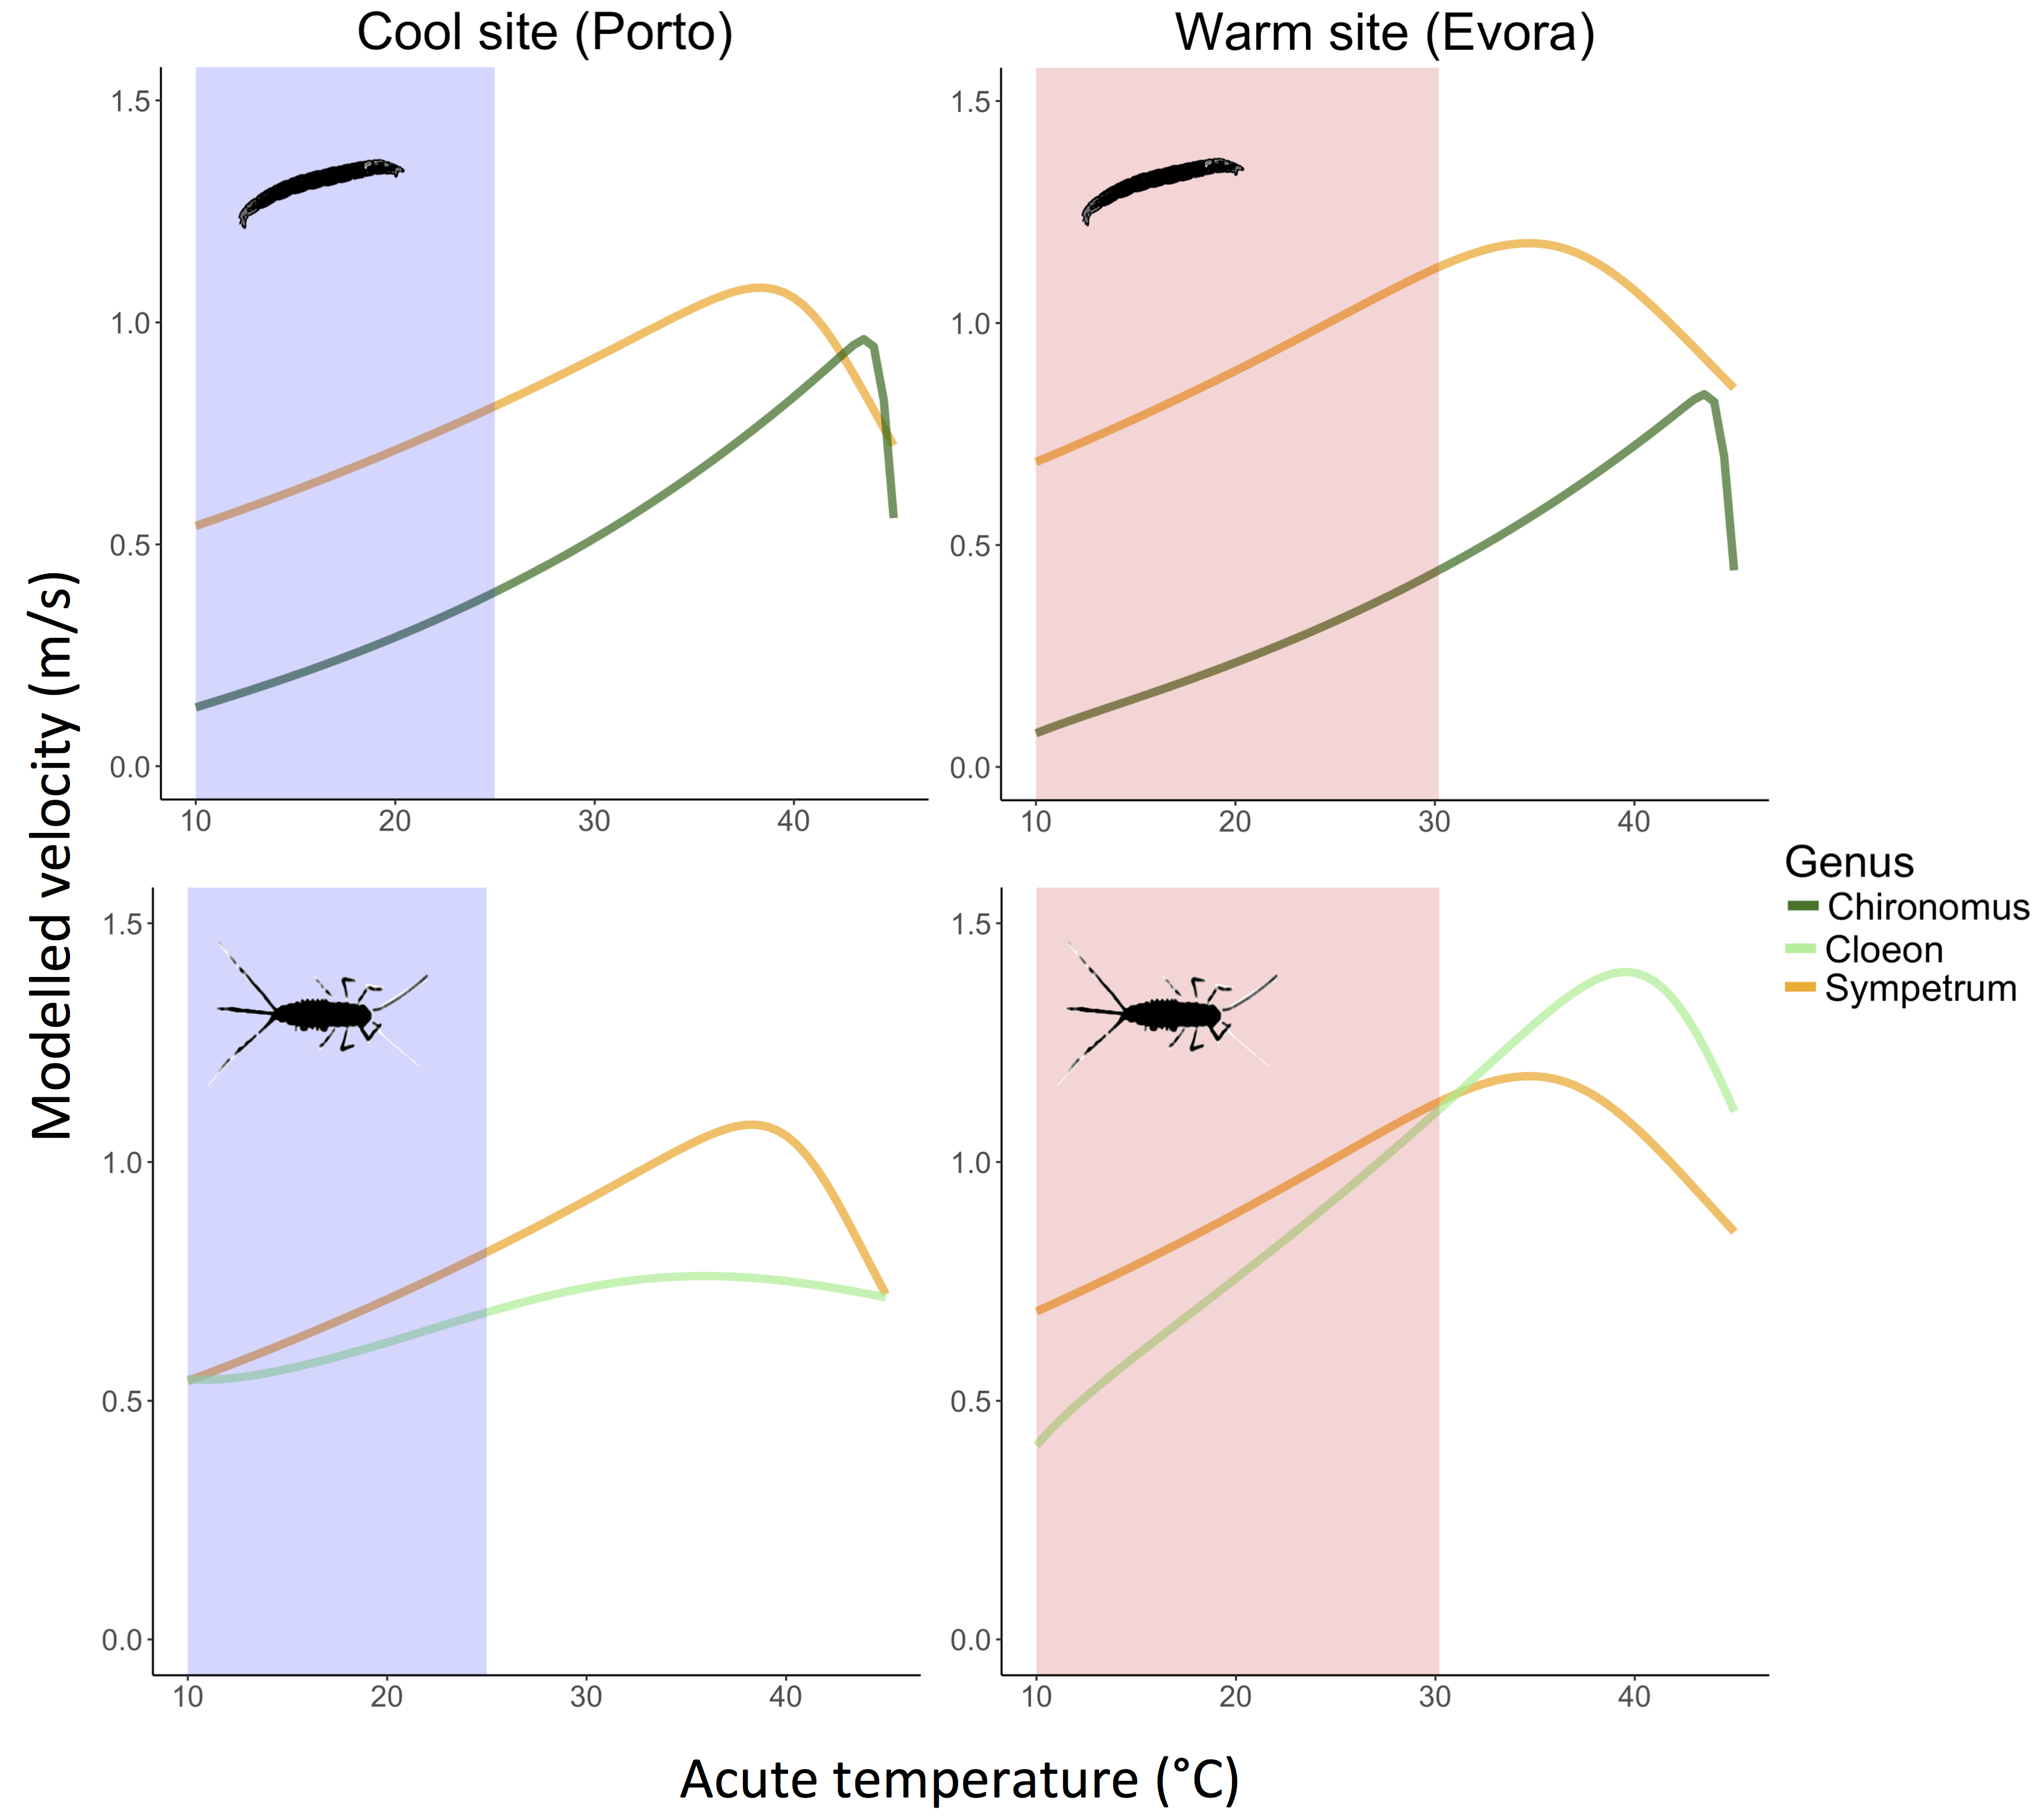 Cool site (Porto)
Warm site (Evora)
Modelled velocity (m/s)
1.5
1.0
0.5
0.0
10 20 30 40
1.5
1.0
0.5
0.0
10 20 30 40
Genus
Chironomus
Cloeon
Sympetrum
1.5
1.0
0.5
0.0
10 20 30 40
1.5
1.0
0.5
0.0
10 20 30 40
Acute temperature (°C)